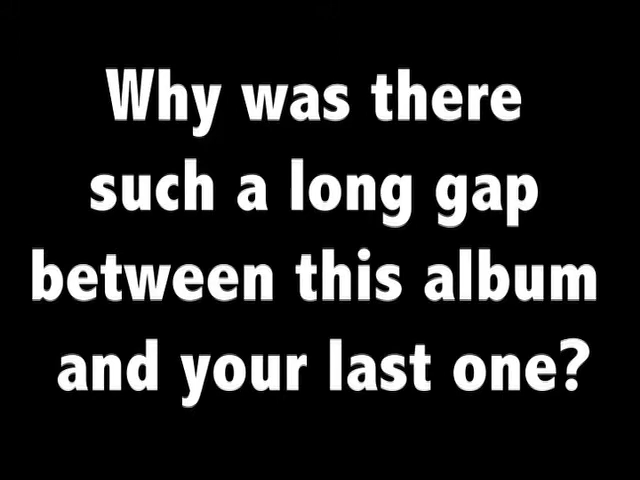 Why was there
such a long gap
between this album
and your last one?